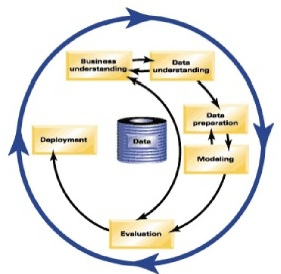 Business
understanding
Data
understanding
Data
preparation
Modeling
Data
Deployment
Evaluation